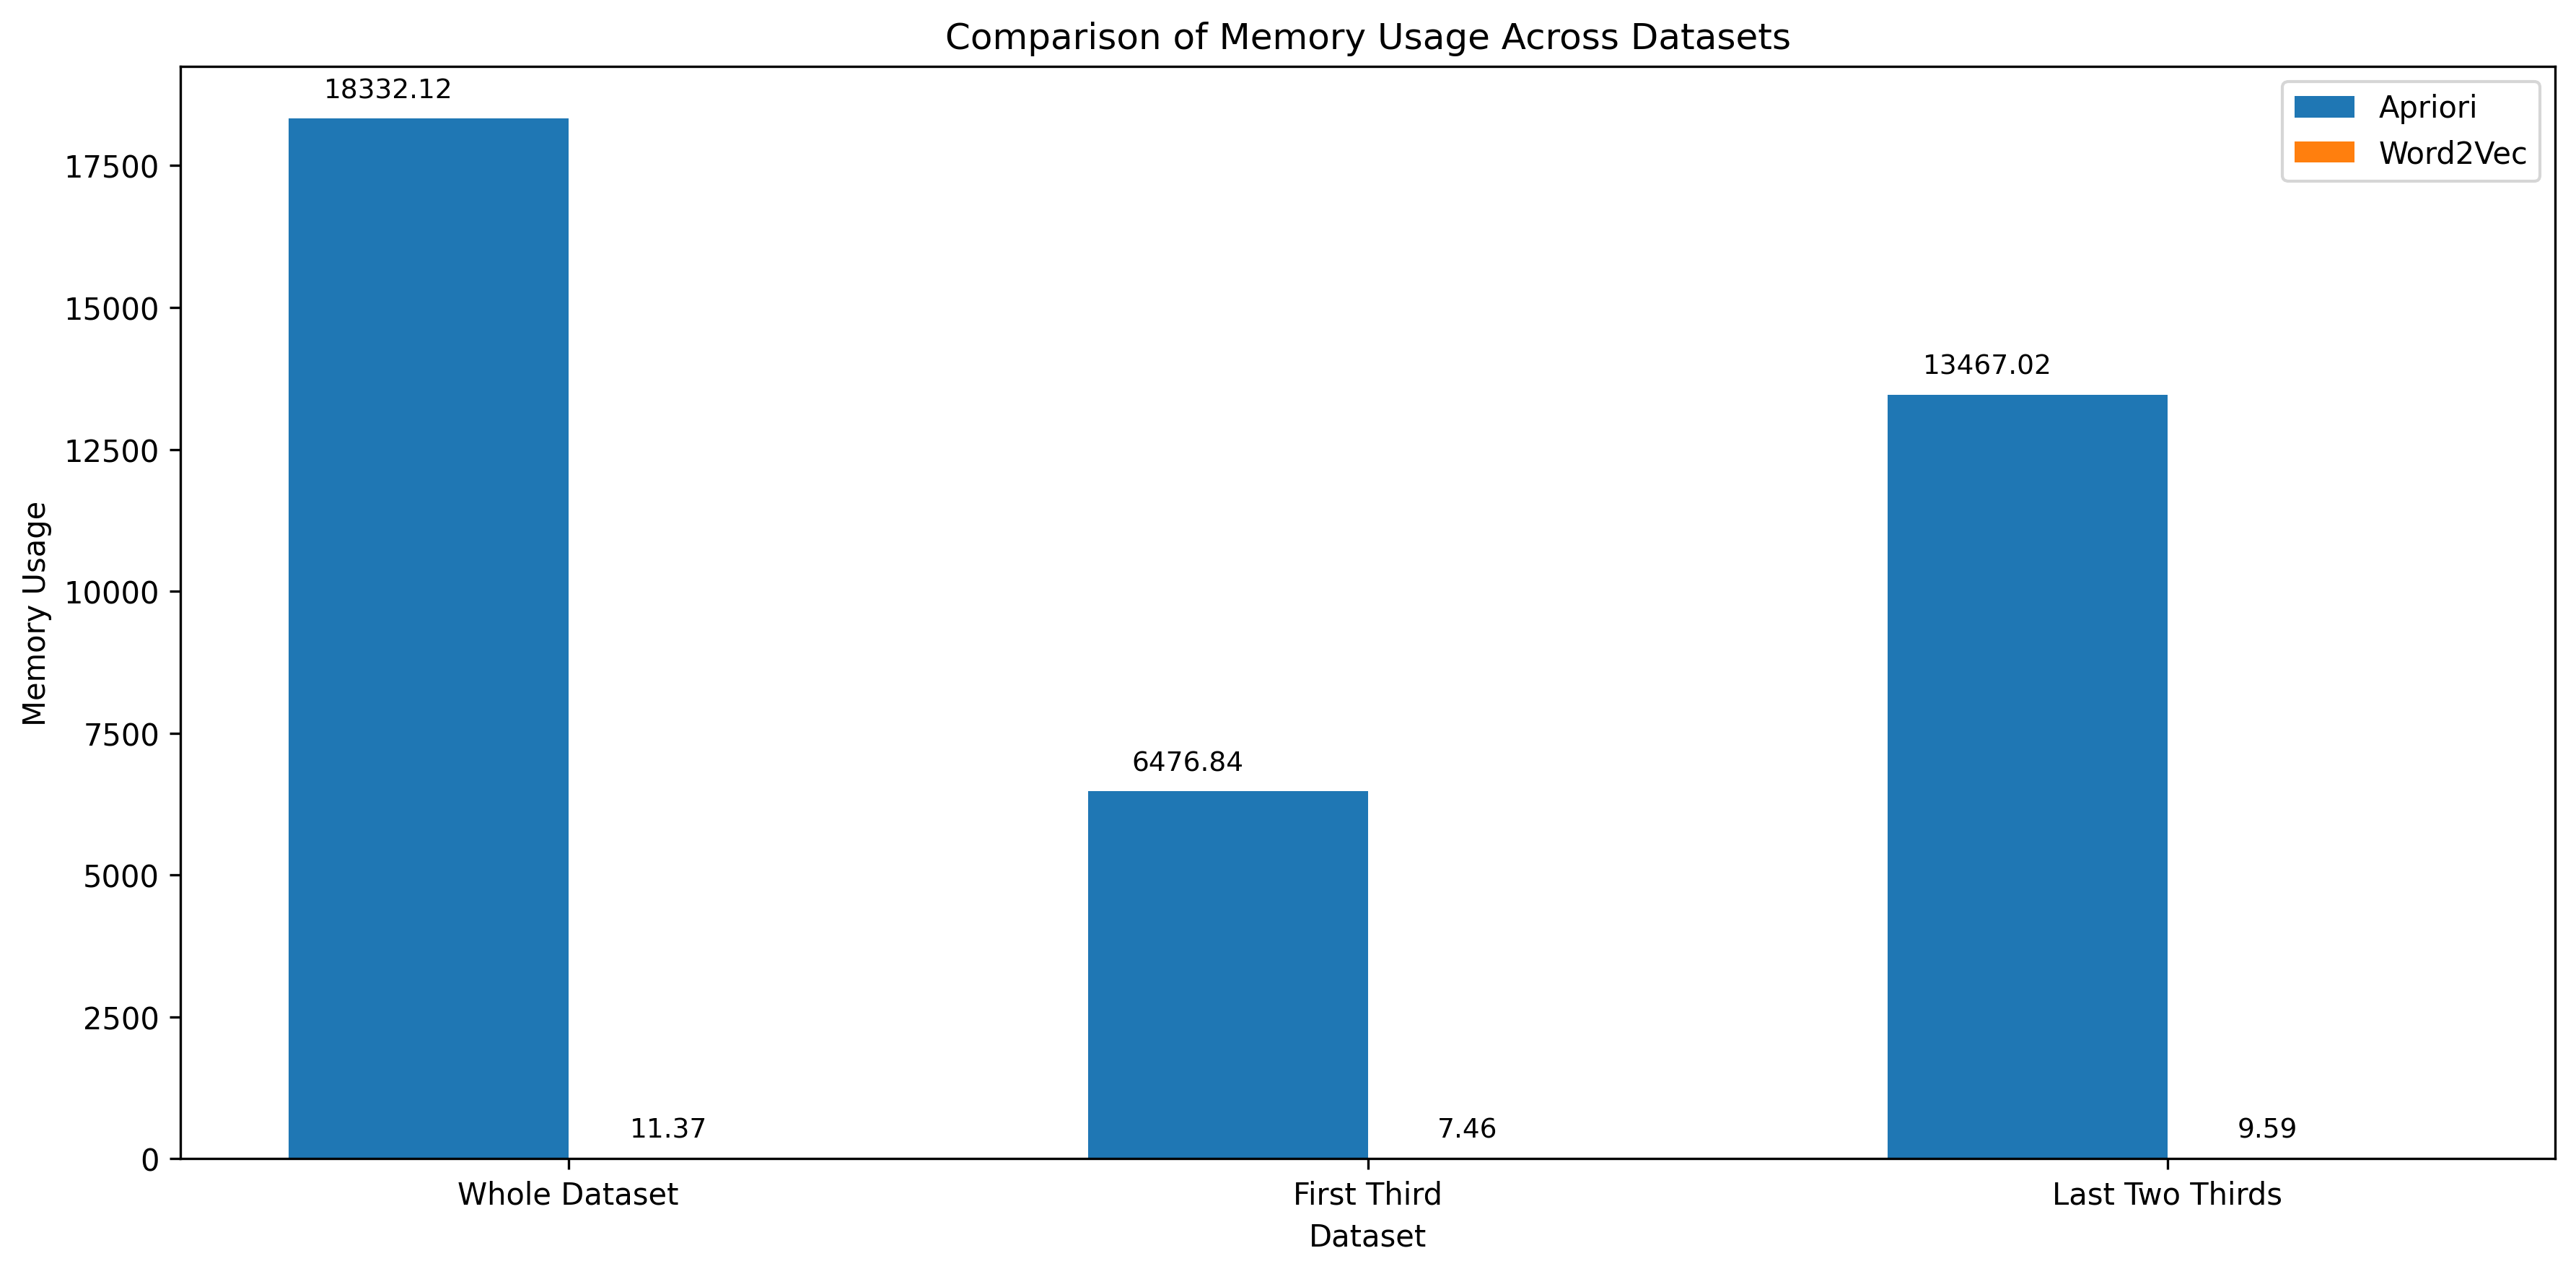 Comparison of Memory Usage Across Datasets
18332.12
Apriori
Word2Vec
17500
15000
13467.02
12500
Memory Usage
10000
7500
6476.84
5000
2500
11.37
7.46
9.59
0
Whole Dataset
First Third
Last Two Thirds
Dataset